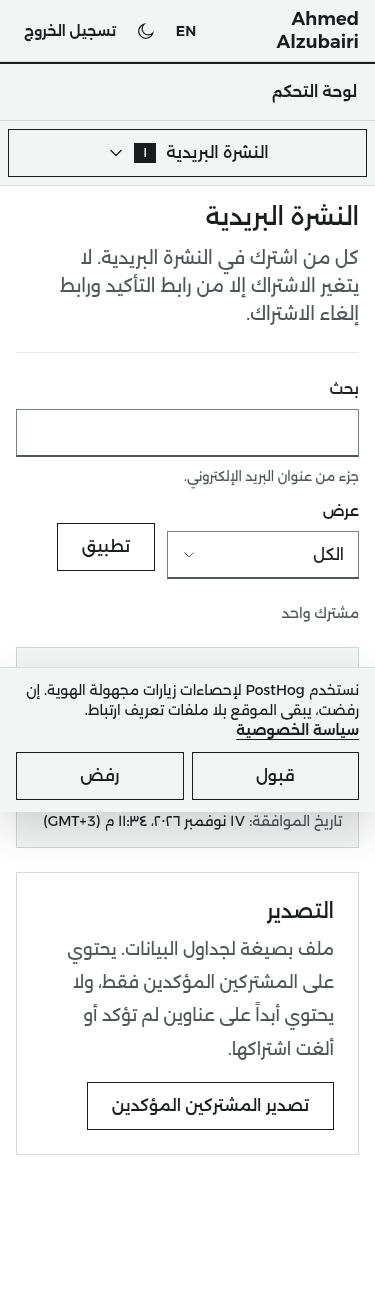 Ahmed
Alzubairi
EN
تسجيل الخروج
لوحة التحكم
النشرة البريدية ١
النشرة البريدية
كل من اشترك في النشرة البريدية. لا
يتغير الاشتراك إلا من رابط التأكيد ورابط
إلغاء الاشتراك.
بحث
جزء من عنوان البريد الإلكتروني.
عرض
الكل
تطبيق
مشترك واحد
نستخدم PostHog لإحصاءات زيارات مجهولة الهوية. إن
رفضت، يبقى الموقع بلا ملفات تعريف ارتباط.
سياسة الخصوصية
قبول
رفض
تاريخ الموافقة: ١٧ نوفمبر ٢٠٢٦، ١١:٣٤ م (GMT+3)
التصدير
ملف بصيغة لجداول البيانات. يحتوي
على المشتركين المؤكدين فقط، ولا
يحتوي أبداً على عناوين لم تؤكد أو
ألغت اشتراكها.
تصدير المشتركين المؤكدين